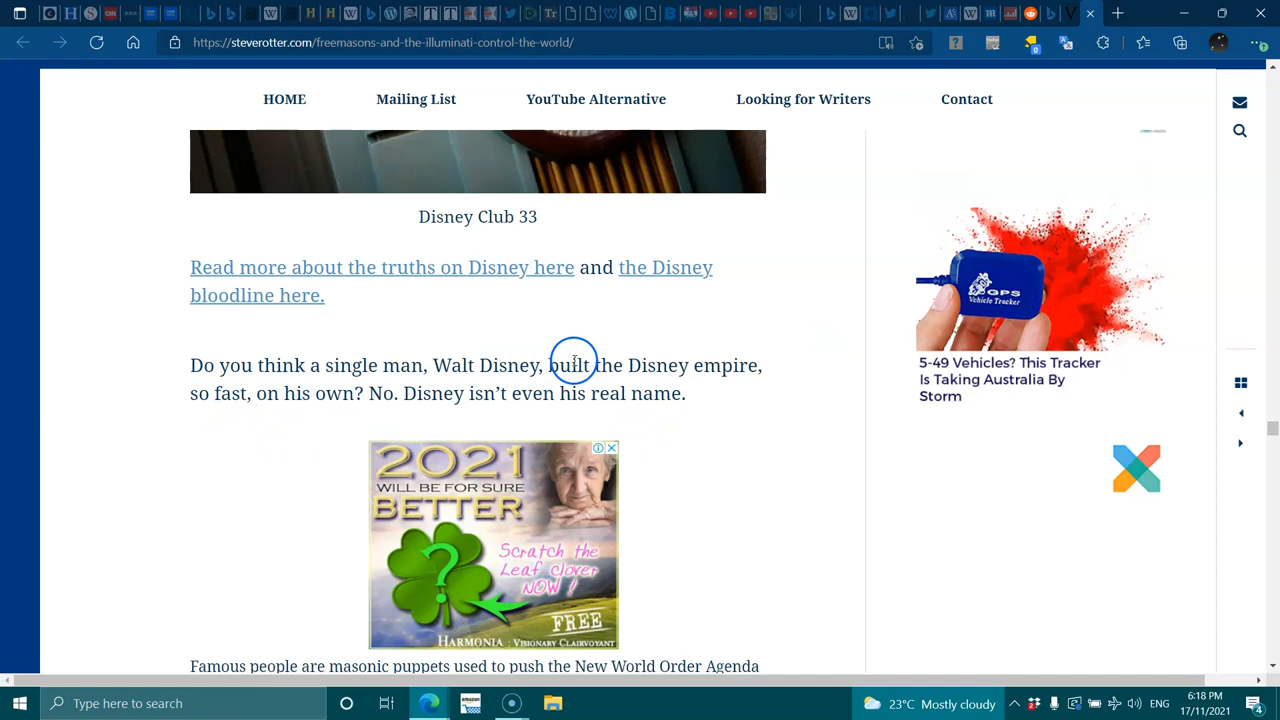 https://steverotter.com/freemasons-and-the-illuminati-control-the-world/
HOME Mailing List YouTube Alternative Looking for Writers Contact
Disney Club 33
Read more about the truths on Disney here and the Disney
bloodline here.
Do you think a single man, Walt Disney, built the Disney empire,
so fast, on his own? No. Disney isn't even his real name.
2021
WILL BE FOR SURE
BETTER
Scratch the
Leaf clover
NOW!
FREE
HARMONIA : VISIONARY CLAIRVOYANT
Famous people are masonic puppets used to push the New World Order Agenda
GPS
Vehicle Tracker
5-49 Vehicles? This Tracker
Is Taking Australia By
Storm
Type here to search
23°C Mostly cloudy
ENG
6:18 PM
17/11/2021